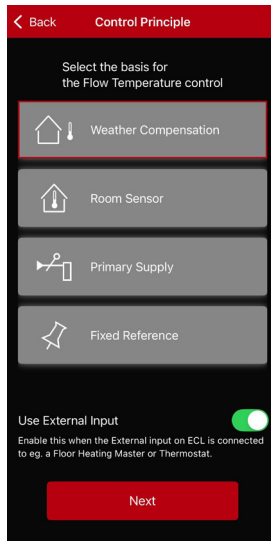 Back
Control Principle
Select the basis for
the Flow Temperature control
Weather Compensation
Room Sensor
Primary Supply
Fixed Reference
Use External Input
Enable this when the External input on ECL is connected
to eg. a Floor Heating Master or Thermostat.
Next